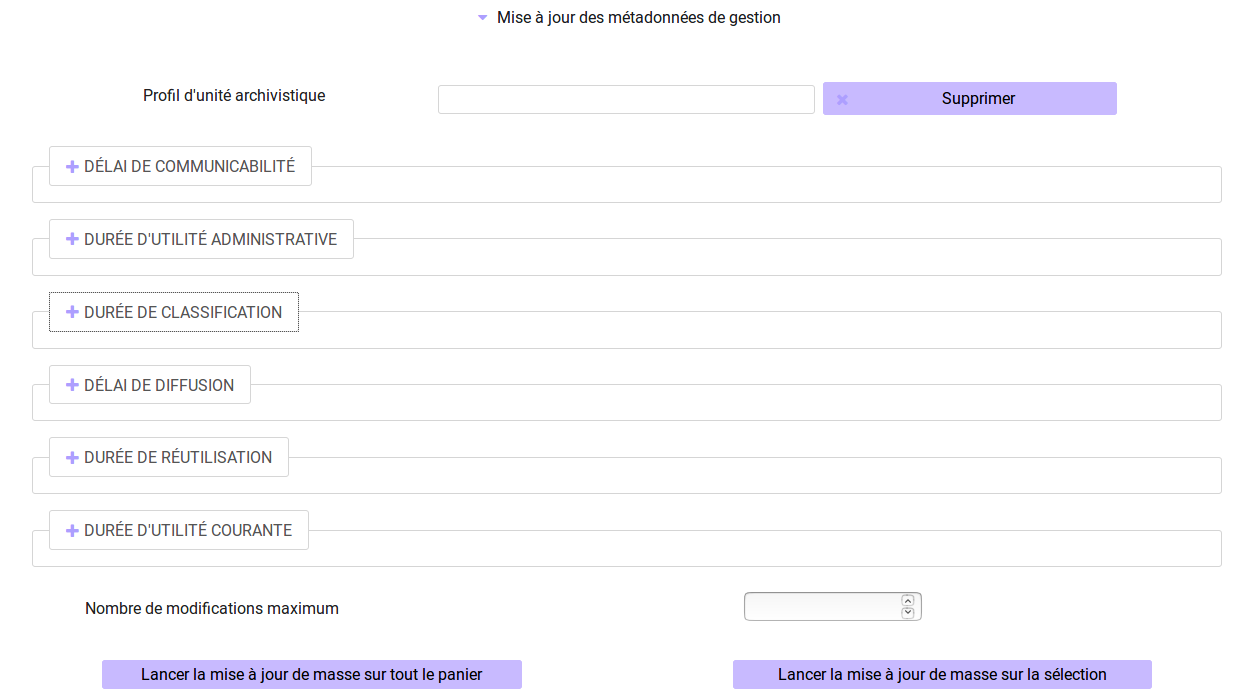 Mise à jour des métadonnées de gestion
Profil d'unité archivistique
Supprimer
DÉLAI DE COMMUNICABILITÉ
DURÉE D'UTILITÉ ADMINISTRATIVE
DURÉE DE CLASSIFICATION
DÉLAI DE DIFFUSION
DURÉE DE RÉUTILISATION
DURÉE D'UTILITÉ COURANTE
Nombre de modifications maximum
Lancer la mise à jour de masse sur tout le panier
Lancer la mise à jour de masse sur la sélection